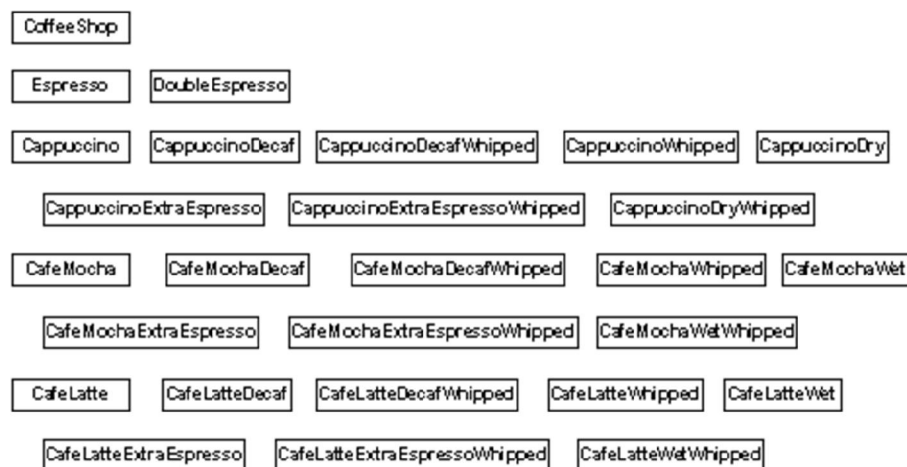 CoffeeShop
Espresso DoubleEspresso
Cappuccino CappuccinoDecaf CappuccinoDecafWhipped CappuccinoWhipped CappuccinoDry
CappuccinoExtraEspresso CappuccinoExtraEspressoWhipped CappuccinoDryWhipped
CafeMocha CafeMochaDecaf CafeMochaDecafWhipped CafeMochaWhipped CafeMochaWet
CafeMochaExtraEspresso CafeMochaExtraEspressoWhipped CafeMochaWetWhipped
CafeLatte CafeLatteDecaf CafeLatteDecafWhipped CafeLatteWhipped CafeLatteWet
CafeLatteExtraEspresso CafeLatteExtraEspressoWhipped CafeLatteWetWhipped